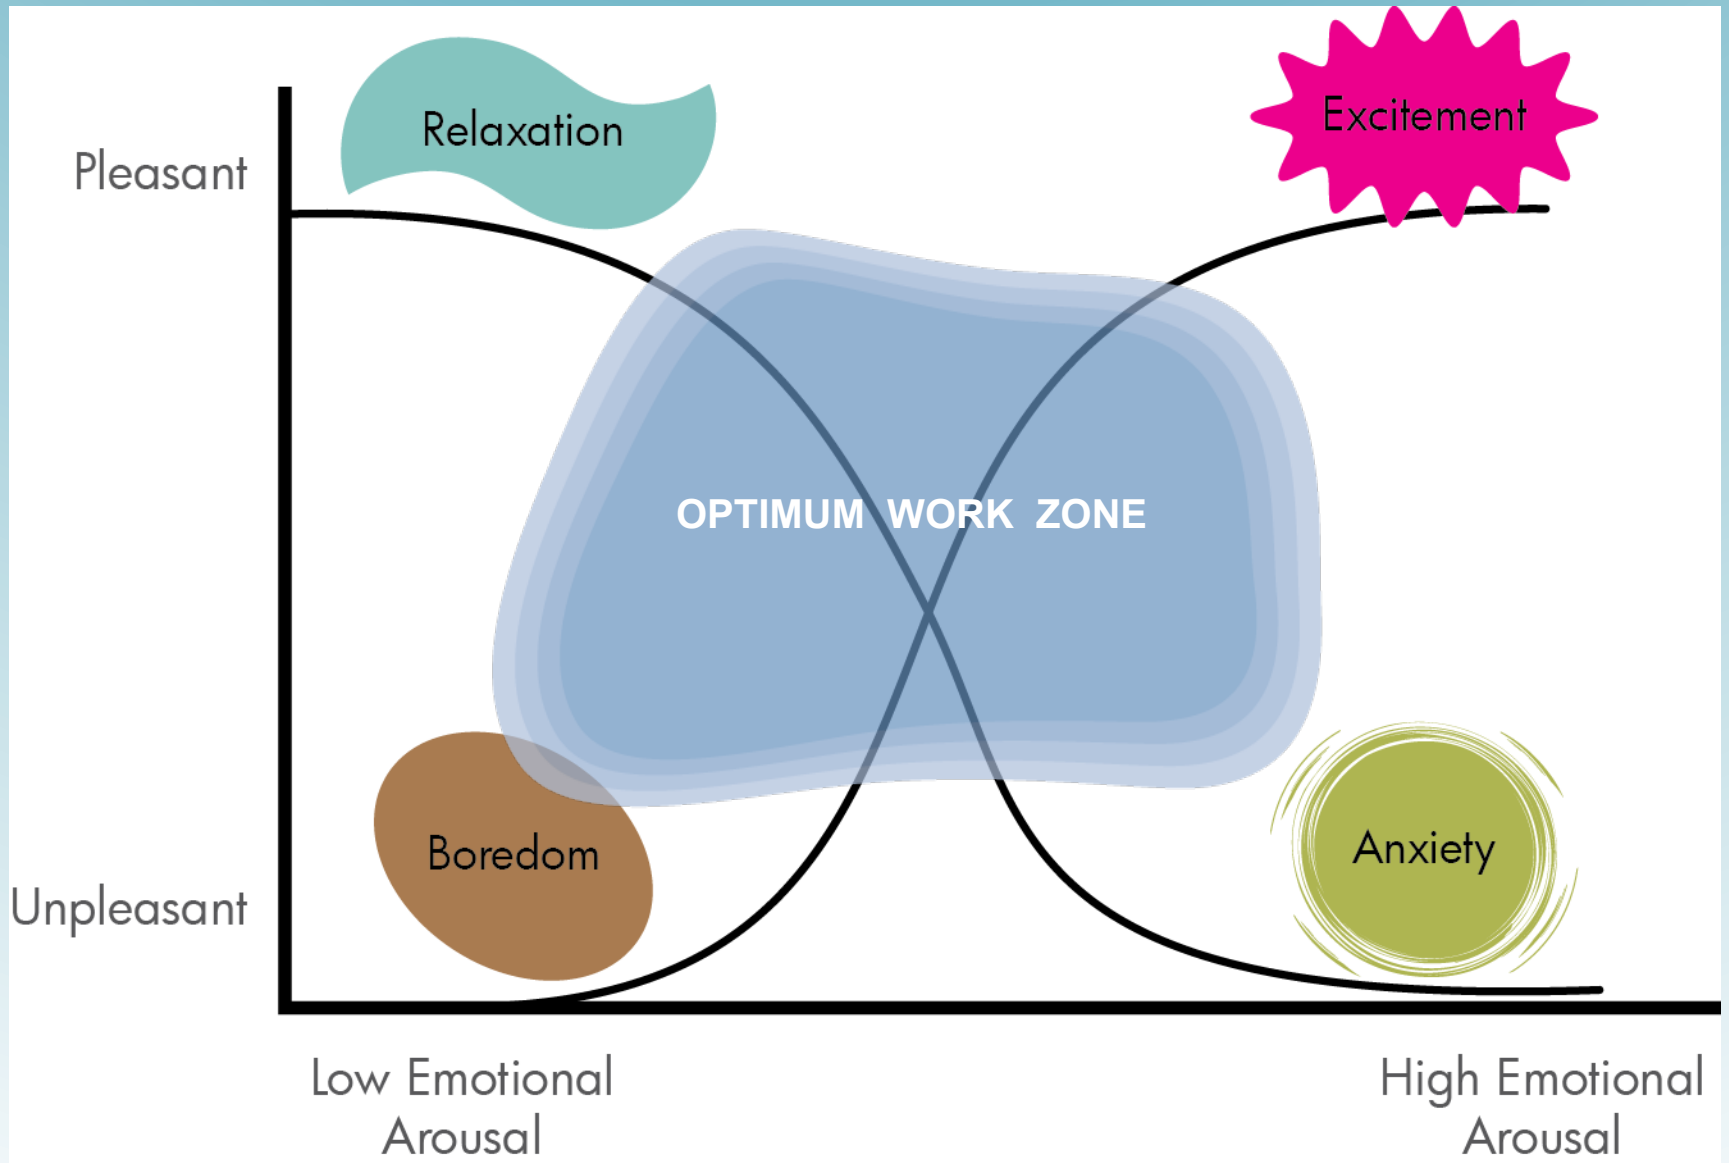 Relaxation
Excitement
Pleasant
OPTIMUM WORK ZONE
Boredom
Anxiety
Unpleasant
Low Emotional
Arousal
High Emotional
Arousal